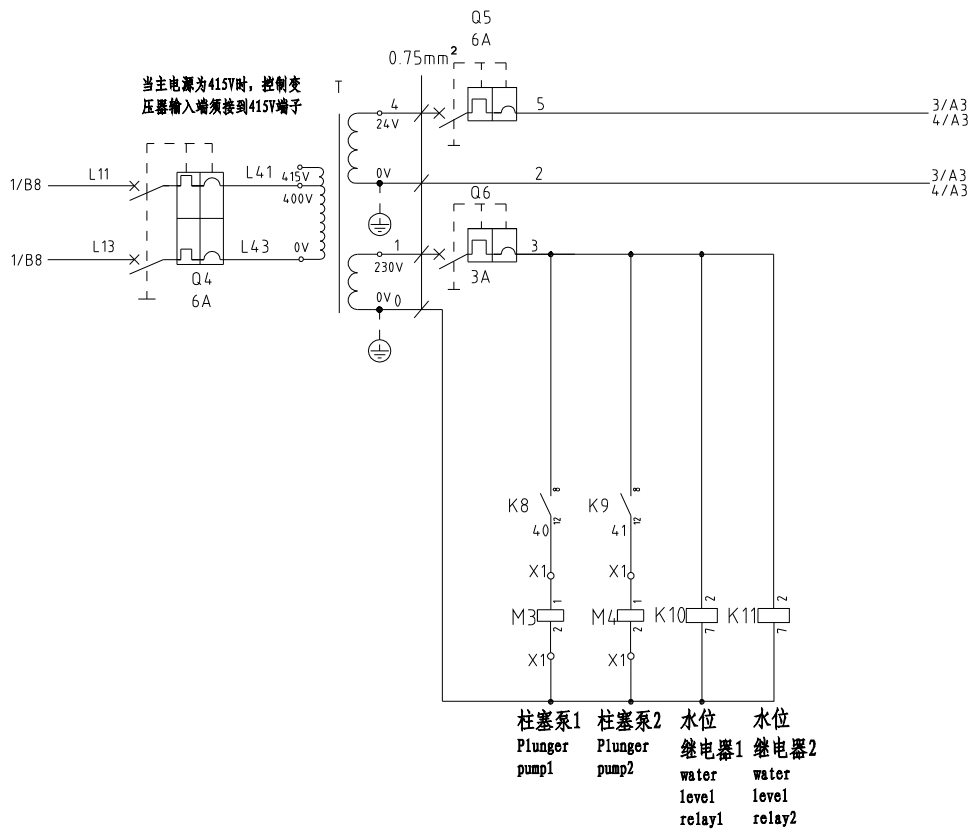 Q5
6A
0.75mm²
当主电源为415V时，控制变
压器输入端须接到415V端子
T
4
24V
5
3/A3
4/A3
1/B8
L11
L41
415V
400V
0V
2
3/A3
4/A3
Q6
1/B8
L13
L43
0V
1
230V
3
3A
Q4
6A
0V
0
K8
8
12
40
K9
8
12
41
X1
X1
M3
1
2
M4
1
2
K10
2
7
K11
2
7
X1
X1
柱塞泵1
Plunger
pump1
柱塞泵2
Plunger
pump2
水位
继电器1
water
level
relay1
水位
继电器2
water
level
relay2